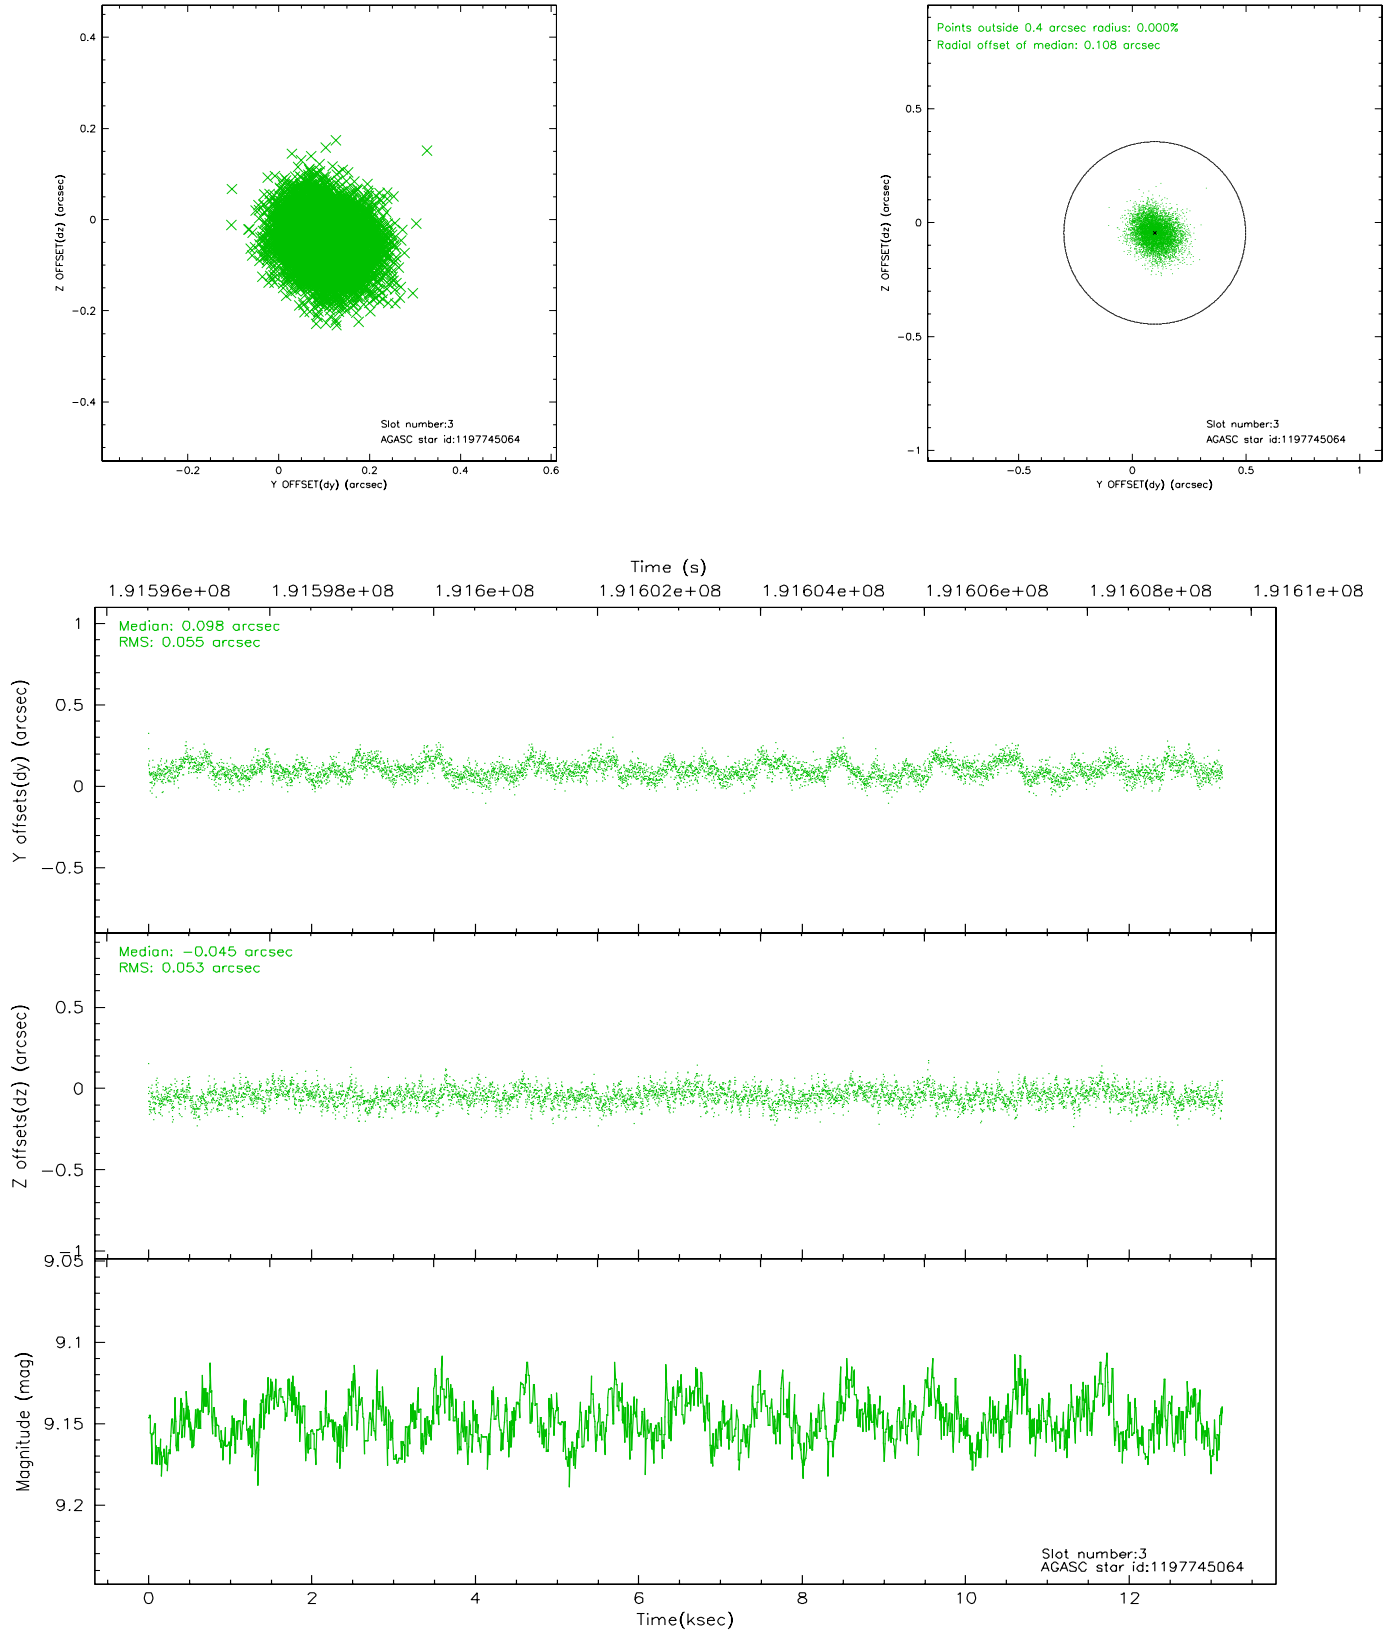 0.4
0.2
0
−0.2
−0.4
Z OFFSET(dz) (arcsec)
Slot number:3
AGASC star id:1197745064
−0.2 0 0.2 0.4 0.6
Y OFFSET(dy) (arcsec)
Points outside 0.4 arcsec radius: 0.000%
Radial offset of median: 0.108 arcsec
0.5
0
−0.5
−1
Z OFFSET(dz) (arcsec)
Slot number:3
AGASC star id:1197745064
−0.5 0 0.5 1
Y OFFSET(dy) (arcsec)
Time (s)
1.91596e+08 1.91598e+08 1.916e+08 1.91602e+08 1.91604e+08 1.91606e+08 1.91608e+08 1.9161e+08
Median: 0.098 arcsec
RMS: 0.055 arcsec
1
0.5
0
−0.5
Y offsets(dy) (arcsec)
Median: −0.045 arcsec
RMS: 0.053 arcsec
0.5
0
−0.5
−1
Z offsets(dz) (arcsec)
9.05
9.1
9.15
9.2
Magnitude (mag)
Slot number:3
AGASC star id:1197745064
0 2 4 6 8 10 12
Time(ksec)